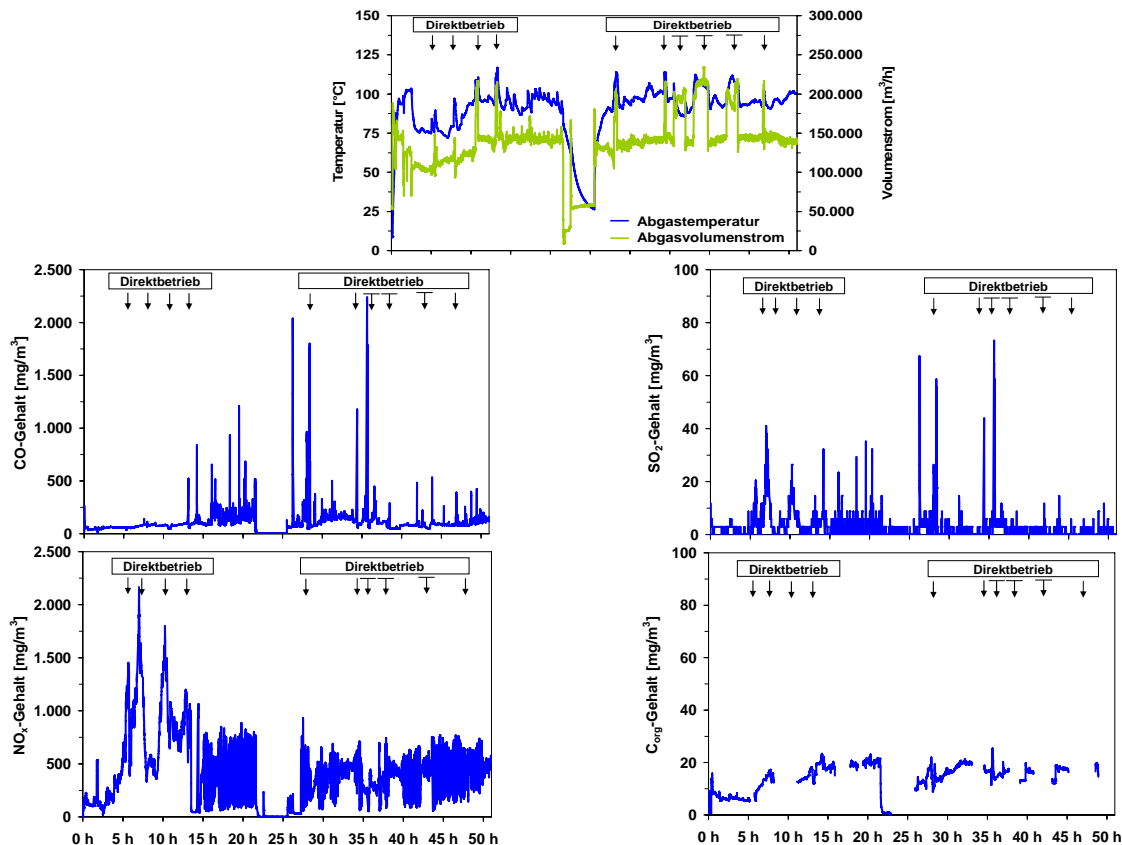 Direktbetrieb Direktbetrieb
150 300.000
125 250.000
100 200.000
75 150.000
50 100.000
25 50.000
0 0
Temperatur [°C]
Volumenstrom [m³/h]
Abgastemperatur
Abgasvolumenstrom
2.500
2.000
1.500
1.000
500
0
CO-Gehalt [mg/m³]
Direktbetrieb Direktbetrieb
100
80
60
40
20
0
SO₂-Gehalt [mg/m³]
Direktbetrieb Direktbetrieb
2.500
2.000
1.500
1.000
500
0
NOₓ-Gehalt [mg/m³]
Direktbetrieb Direktbetrieb
0 h 5 h 10 h 15 h 20 h 25 h 30 h 35 h 40 h 45 h 50 h
100
80
60
40
20
0
C_org-Gehalt [mg/m³]
Direktbetrieb Direktbetrieb
0 h 5 h 10 h 15 h 20 h 25 h 30 h 35 h 40 h 45 h 50 h